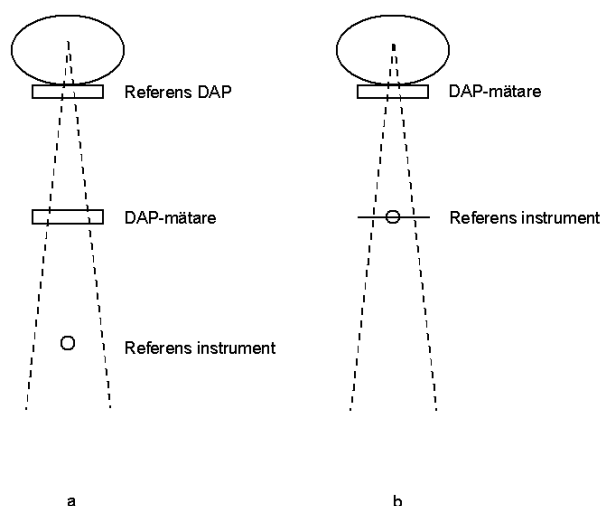 Referens DAP
DAP-mätare
Referens instrument
a
DAP-mätare
Referens instrument
b